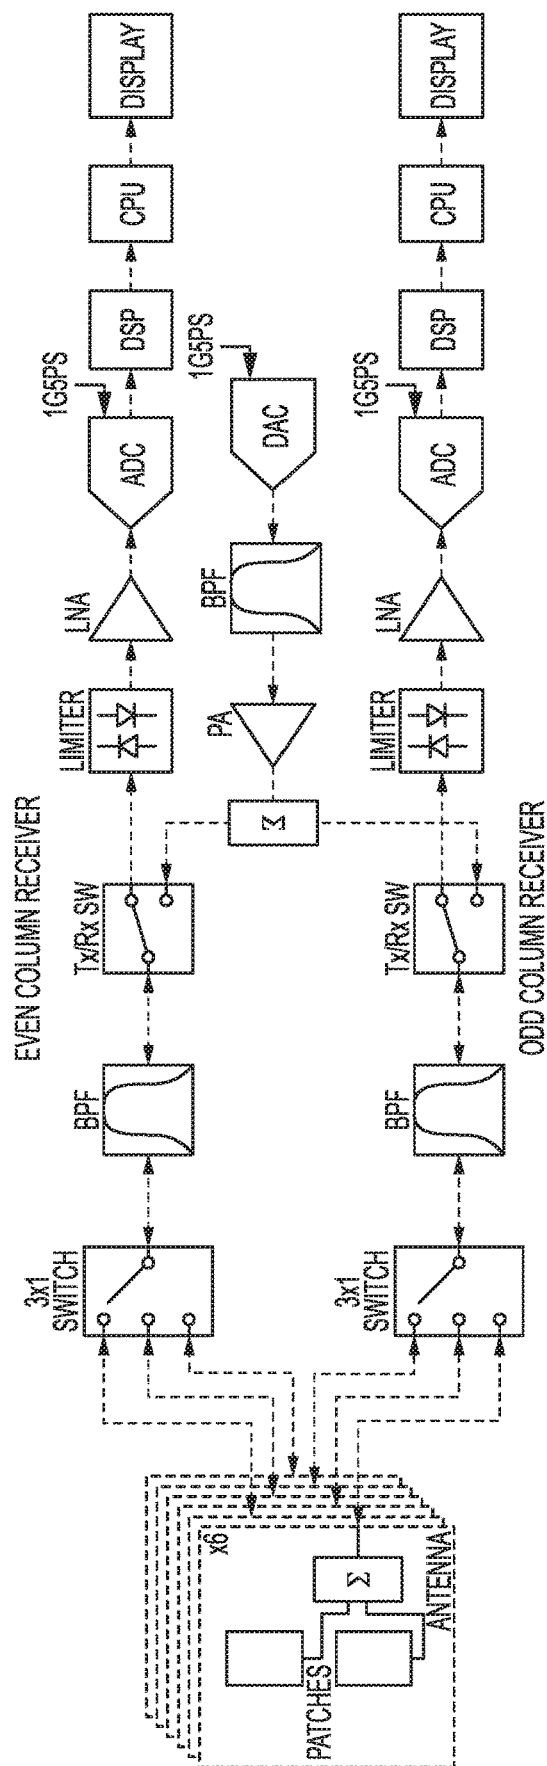 EVEN COLUMN RECEIVER
x6
PATCHES
Σ
ANTENNA
3x1
SWITCH
BPF
Tx/Rx SW
LIMITER
LNA
ADC
1G5PS
DSP
CPU
DISPLAY
Σ
PA
BPF
DAC
1G5PS
3x1
SWITCH
BPF
Tx/Rx SW
LIMITER
LNA
ADC
1G5PS
DSP
CPU
DISPLAY
ODD COLUMN RECEIVER